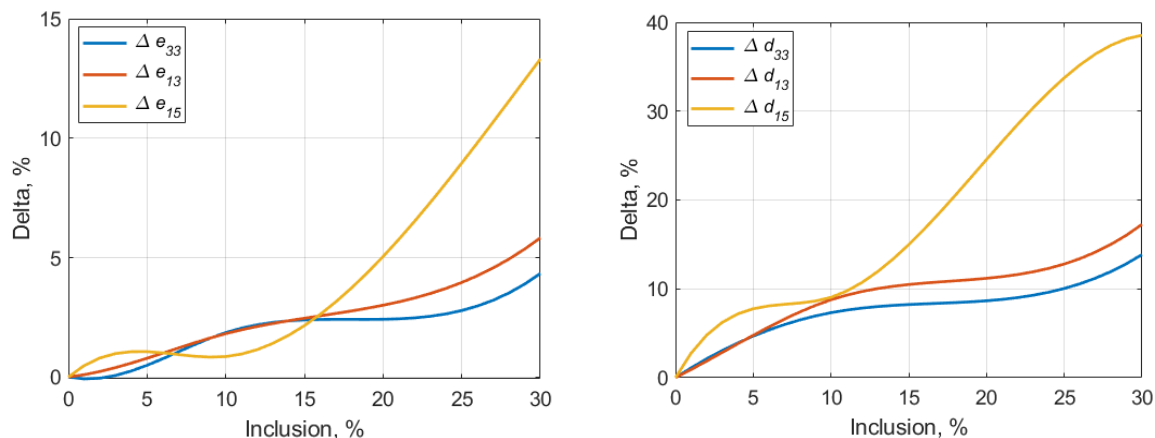 15
10
5
0
Delta, %
Δ e33
Δ e13
Δ e15
0 5 10 15 20 25 30
Inclusion, %
40
30
20
10
0
Delta, %
Δ d33
Δ d13
Δ d15
0 5 10 15 20 25 30
Inclusion, %